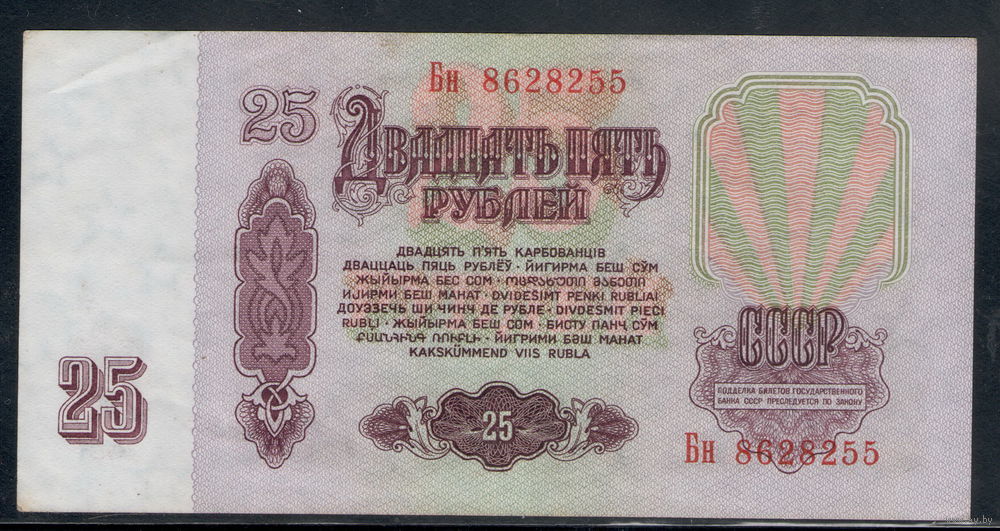 Бн 8628255
25
Двадцать пять
рублей
ДВАДЦЯТЬ П'ЯТЬ КАРБОВАНЦІВ
ДВАЦЦАЦЬ ПЯЦЬ РУБЛЁЎ · ЙИГИРМА БЕШ СЎМ
ЖЫЙЫРМА БЕС СОМ · ოცდახუთი მანეთი
ИЈИРМИ БЕШ МАНАТ · DVIDEŠIMT PENKI RUBLIAI
ДОУЭЗЕЧЬ ШИ ЧИНЧ ДЕ РУБЛЕ · DIVDESMIT PIECI
RUBĻI · ЖЫЙЫРМА БЕШ СОМ · БИСТУ ПАНҶ СӮМ
ՔՍԱՆՀԻՆԳ ՌՈՒԲԼԻ · ЙИГРИМИ БӘШ МАНАТ
KAKSKÜMMEND VIIS RUBLA
СССР
ПОДДЕЛКА БИЛЕТОВ ГОСУДАРСТВЕННОГО
БАНКА СССР ПРЕСЛЕДУЕТСЯ ПО ЗАКОНУ
25
25
Бн 8628255